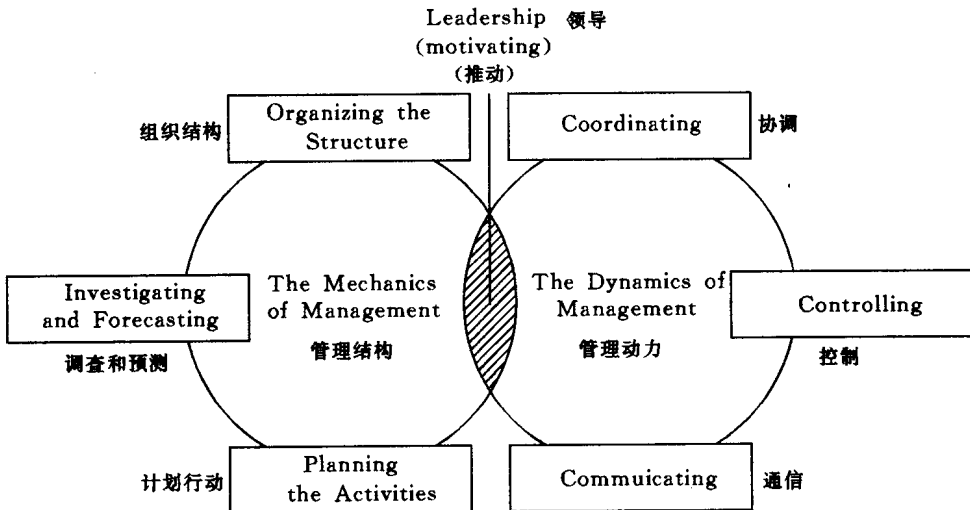 Leadership 领导
(motivating)
(推动)
组织结构
Organizing the
Structure
Coordinating
协调
Investigating
and Forecasting
调查和预测
The Mechanics
of Management
管理结构
The Dynamics of
Management
管理动力
Controlling
控制
计划行动
Planning
the Activities
Commuicating
通信